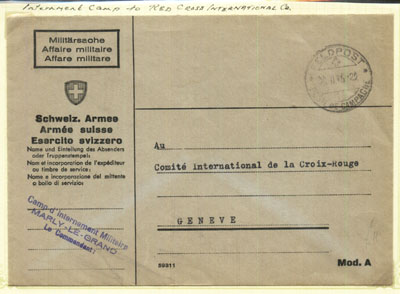 Internment Camp to RED CROSS INTERNATIONAL Co.
Militärsache
Affaire militaire
Affare militare
Schweiz. Armee
Armée suisse
Esercito svizzero
Name und Einteilung des Absenders
oder Truppenstempel:
Nom et incorporation de l'expéditeur
ou timbre de service:
Nome e incorporazione del mittente
o bollo di servizio:
Camp d'Internement Militaire
MARLY-LE-GRAND
Le Commandant:
FELDPOST
DE CAMPAGNE
Au
Comité International de la Croix-Rouge
GENEVE
89811
Mod. A